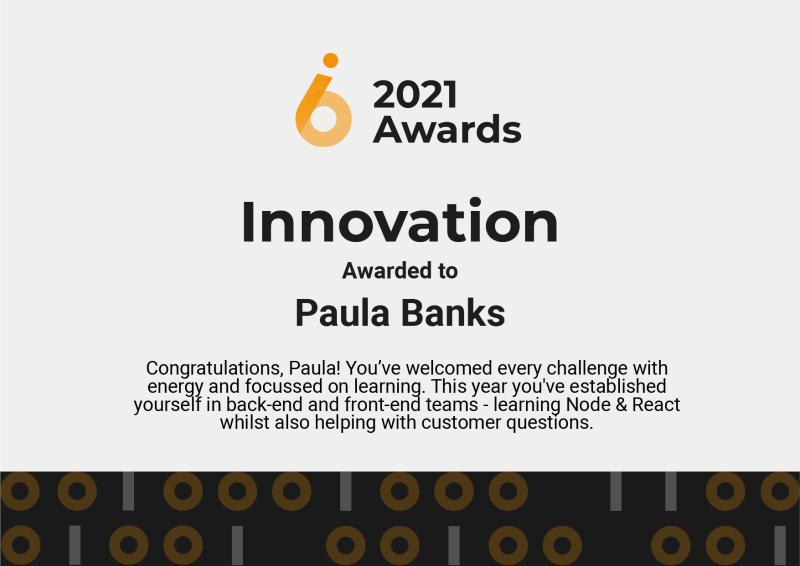 2021
Awards
Innovation
Awarded to
Paula Banks
Congratulations, Paula! You’ve welcomed every challenge with
energy and focussed on learning. This year you've established
yourself in back-end and front-end teams - learning Node & React
whilst also helping with customer questions.